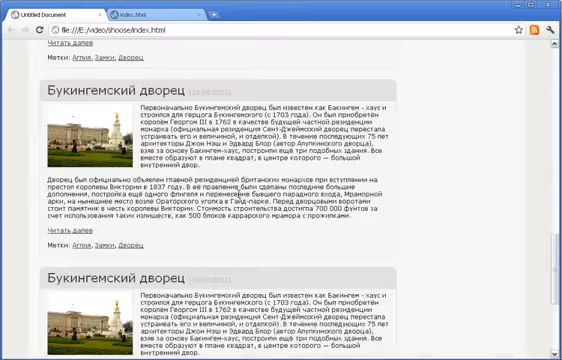 Untitled Document
index.html
file:///E:/video/shoose/index.html
Читать далее
Метки: Аглия, Замки, Дворец
Букингемский дворец (18.05.2011)
Первоначально Букингемский дворец был известен как Бакингем - хаус и
строился для герцога Букингемского (с 1703 года). Он был приобретён
королём Георгом III в 1762 в качестве будущей частной резиденции
монарха (официальная резиденция Сент-Джеймский дворец перестала
устраивать его и величиной, и отделкой). В течение последующих 75 лет
архитекторы Джон Нэш и Эдвард Блор (автор Алупкинского дворца),
взяв за основу Бакингем-хаус, построили ещё три подобных здания. Все
вместе образуют в плане квадрат, в центре которого — большой
внутренний двор.
Дворец был официально объявлен главной резиденцией британских монархов при вступлении на
престол королевы Виктории в 1837 году. В её правление были сделаны последние большие
дополнения, постройка ещё одного флигеля и перенесение бывшего парадного входа, Мраморной
арки, на нынешнее место возле Ораторского уголка в Гайд-парке. Перед дворцовыми воротами
стоит памятник в честь королевы Виктории. Стоимость строительства достигла 700 000 фунтов за
счет использования таких излишеств, как 500 блоков каррарского мрамора с прожилками.
Читать далее
Метки: Аглия, Замки, Дворец
Букингемский дворец
Первоначально Букингемский дворец был известен как Бакингем - хаус и
строился для герцога Букингемского (с 1703 года). Он был приобретён
королём Георгом III в 1762 в качестве будущей частной резиденции
монарха (официальная резиденция Сент-Джеймский дворец перестала
устраивать его и величиной, и отделкой). В течение последующих 75 лет
архитекторы Джон Нэш и Эдвард Блор (автор Алупкинского дворца),
взяв за основу Бакингем-хаус, построили ещё три подобных здания. Все
вместе образуют в плане квадрат, в центре которого — большой